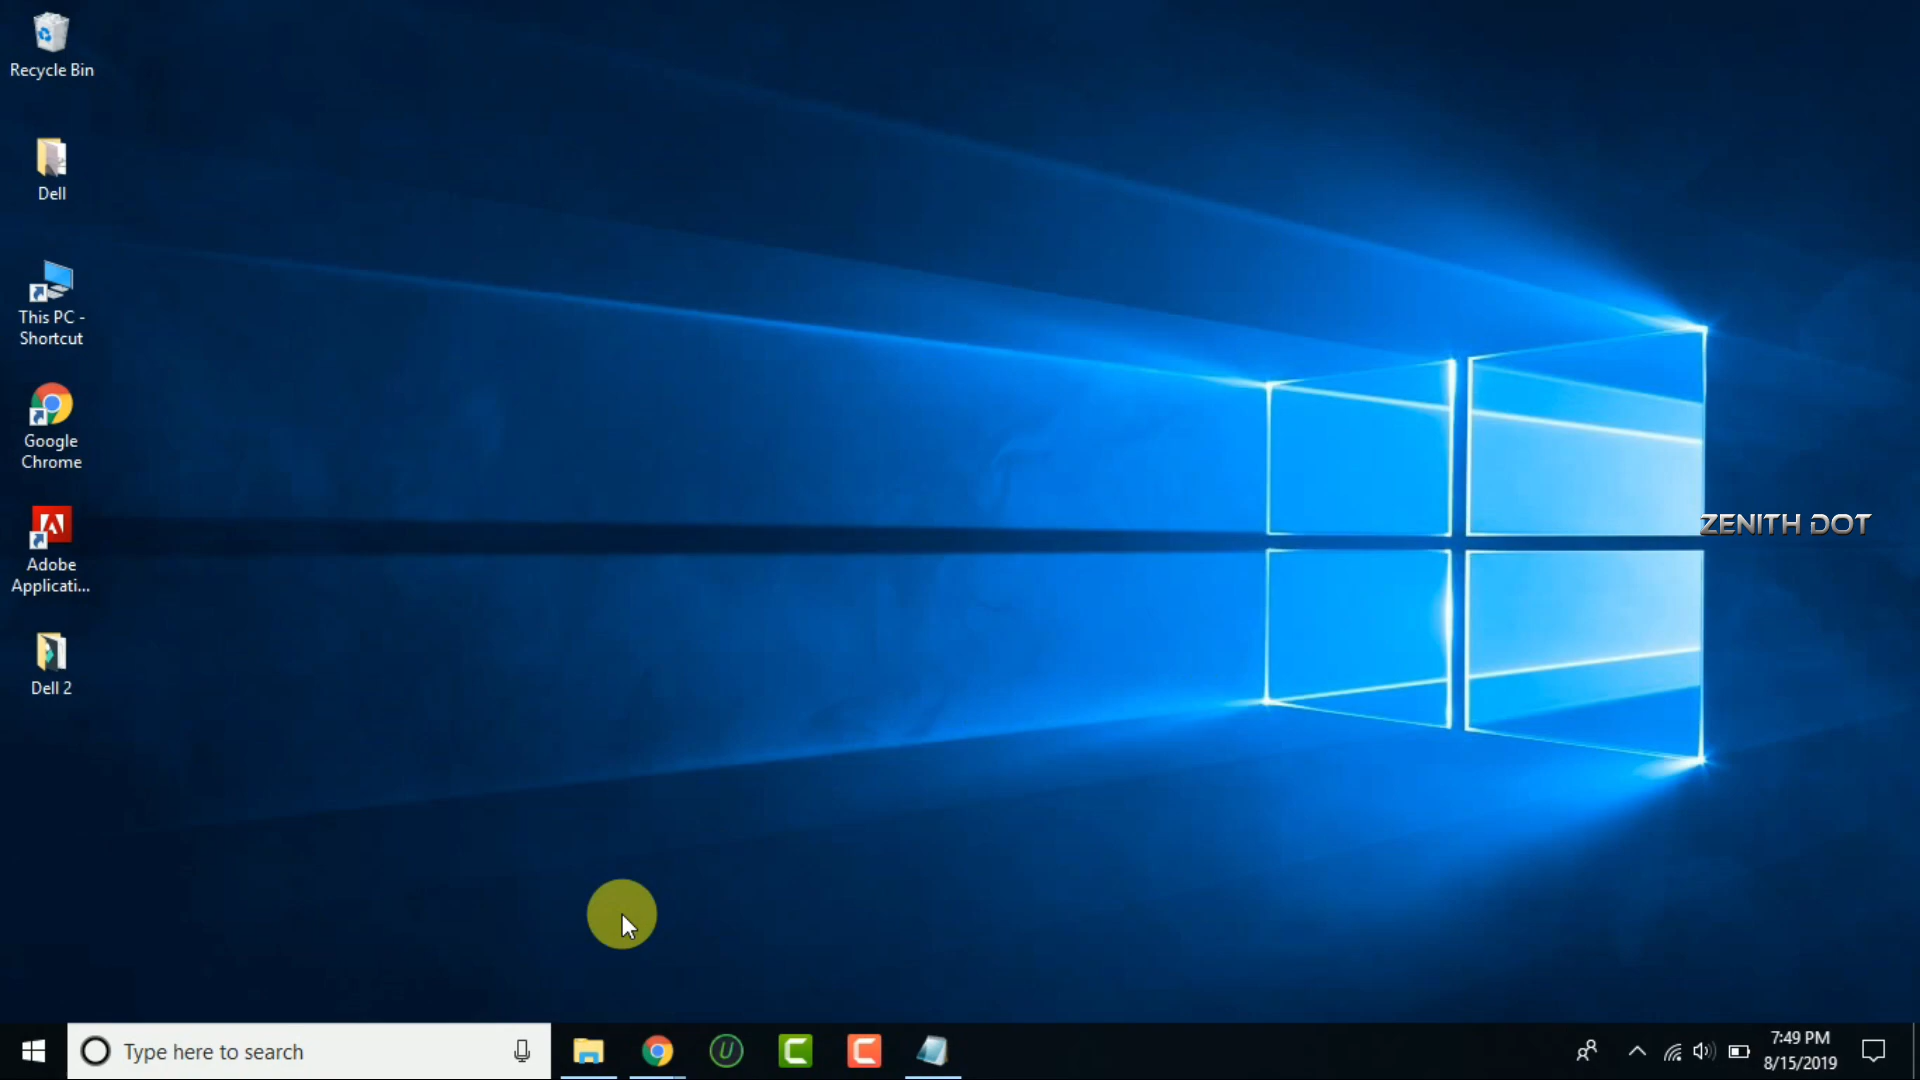 Recycle Bin
Dell
This PC -
Shortcut
Google
Chrome
Adobe
Applicati...
Dell 2
ZENITH DOT
Type here to search
7:49 PM
8/15/2019